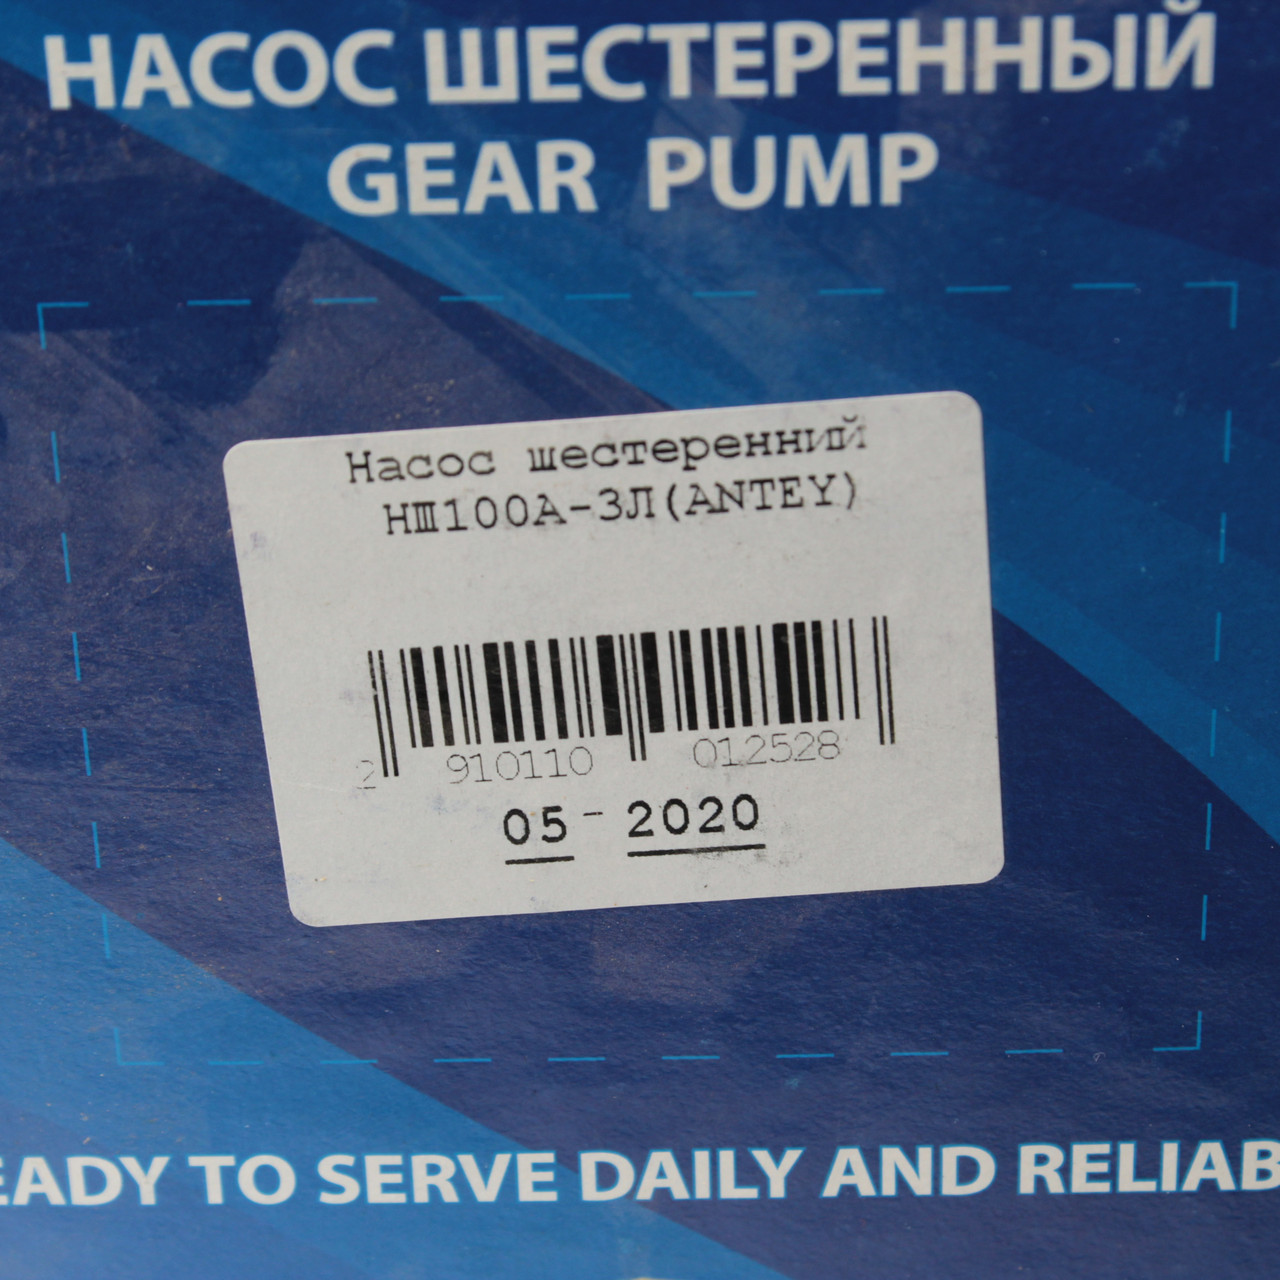 НАСОС ШЕСТЕРЕННЫЙ
GEAR PUMP
Насос шестеренний
НШ100А-3Л(ANTEY)
2 910110 012528
05 - 2020
EADY TO SERVE DAILY AND RELIAB